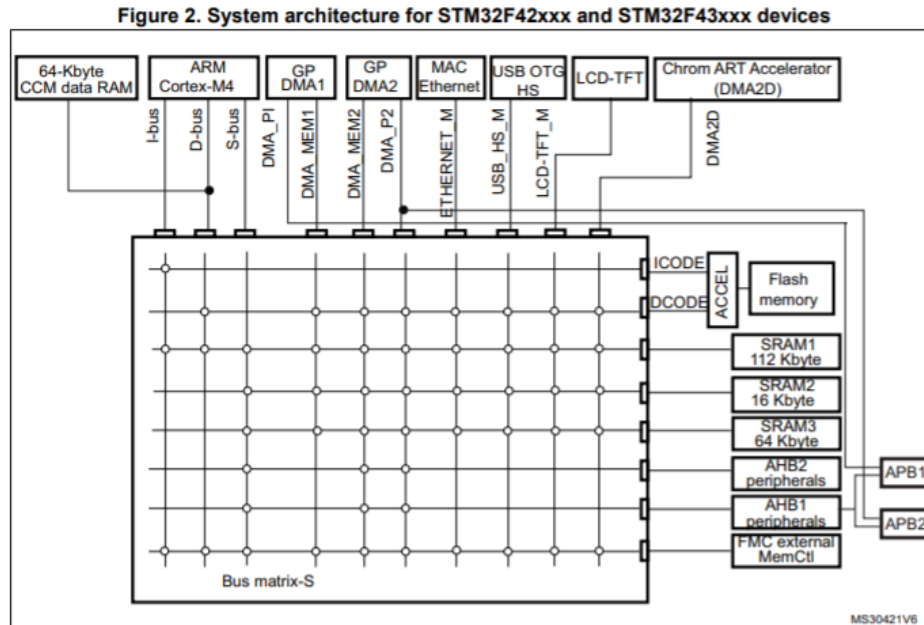 Figure 2. System architecture for STM32F42xxx and STM32F43xxx devices
64-Kbyte
CCM data RAM
ARM
Cortex-M4
GP
DMA1
GP
DMA2
MAC
Ethernet
USB OTG
HS
LCD-TFT
Chrom ART Accelerator
(DMA2D)
I-bus
D-bus
S-bus
DMA_PI
DMA_MEM1
DMA_MEM2
DMA_P2
ETHERNET_M
USB_HS_M
LCD-TFT_M
DMA2D
ICODE
DCODE
ACCEL
Flash
memory
SRAM1
112 Kbyte
SRAM2
16 Kbyte
SRAM3
64 Kbyte
AHB2
peripherals
AHB1
peripherals
FMC external
MemCtl
APB1
APB2
Bus matrix-S
MS30421V6